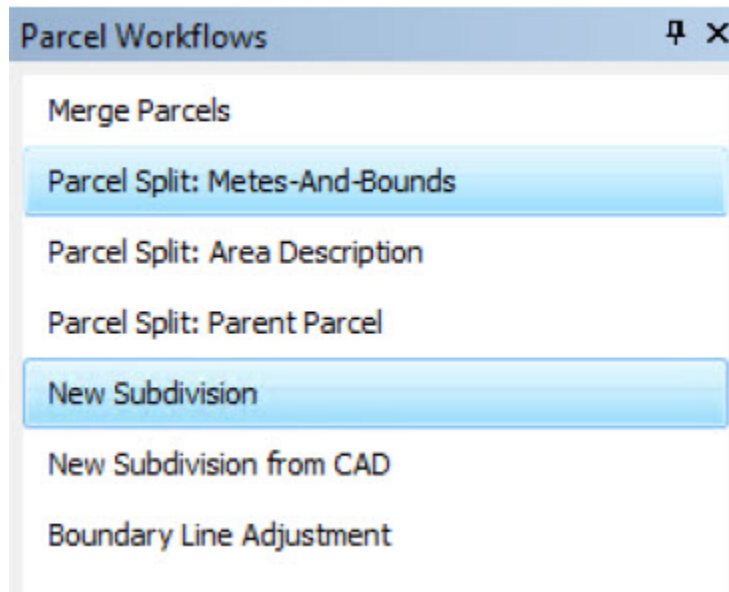 Parcel Workflows
Merge Parcels
Parcel Split: Metes-And-Bounds
Parcel Split: Area Description
Parcel Split: Parent Parcel
New Subdivision
New Subdivision from CAD
Boundary Line Adjustment